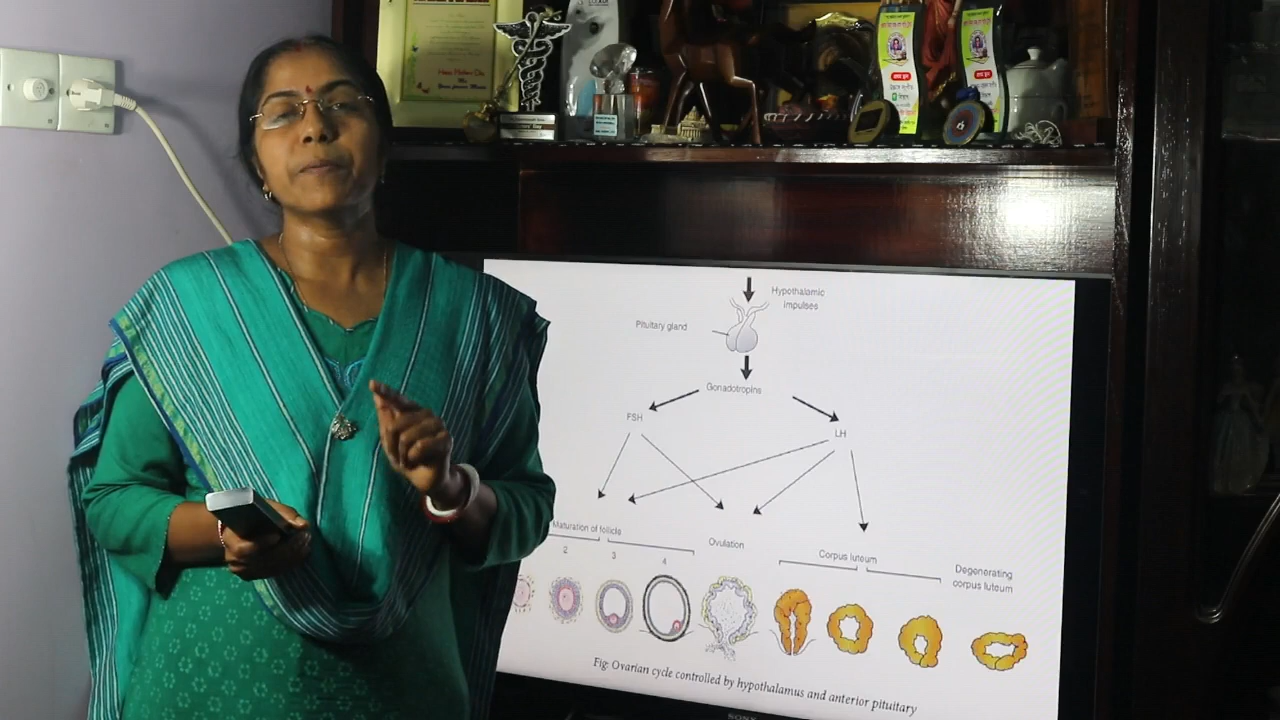 Hypothalamic
impulses
Pituitary gland
Gonadotropins
FSH
LH
Maturation of follicle
2
3
4
Ovulation
Corpus luteum
Degenerating
corpus luteum
Fig: Ovarian cycle controlled by hypothalamus and anterior pituitary
SONY